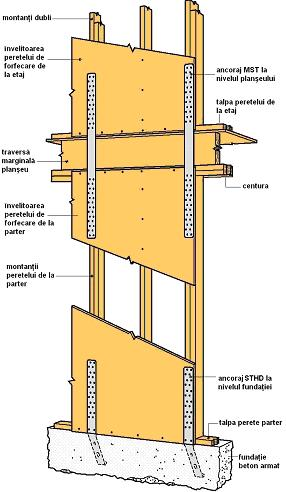 montanți dubli
învelitoarea
peretelui de
forfecare de
la etaj
traversă
marginală
planșeu
învelitoarea
peretelui de
forfecare de la
parter
montanții
peretelui de la
parter
ancoraj MST la
nivelul planșeului
talpa peretelui de
la etaj
centura
ancoraj STHD la
nivelul fundației
talpa perete parter
fundație
beton armat